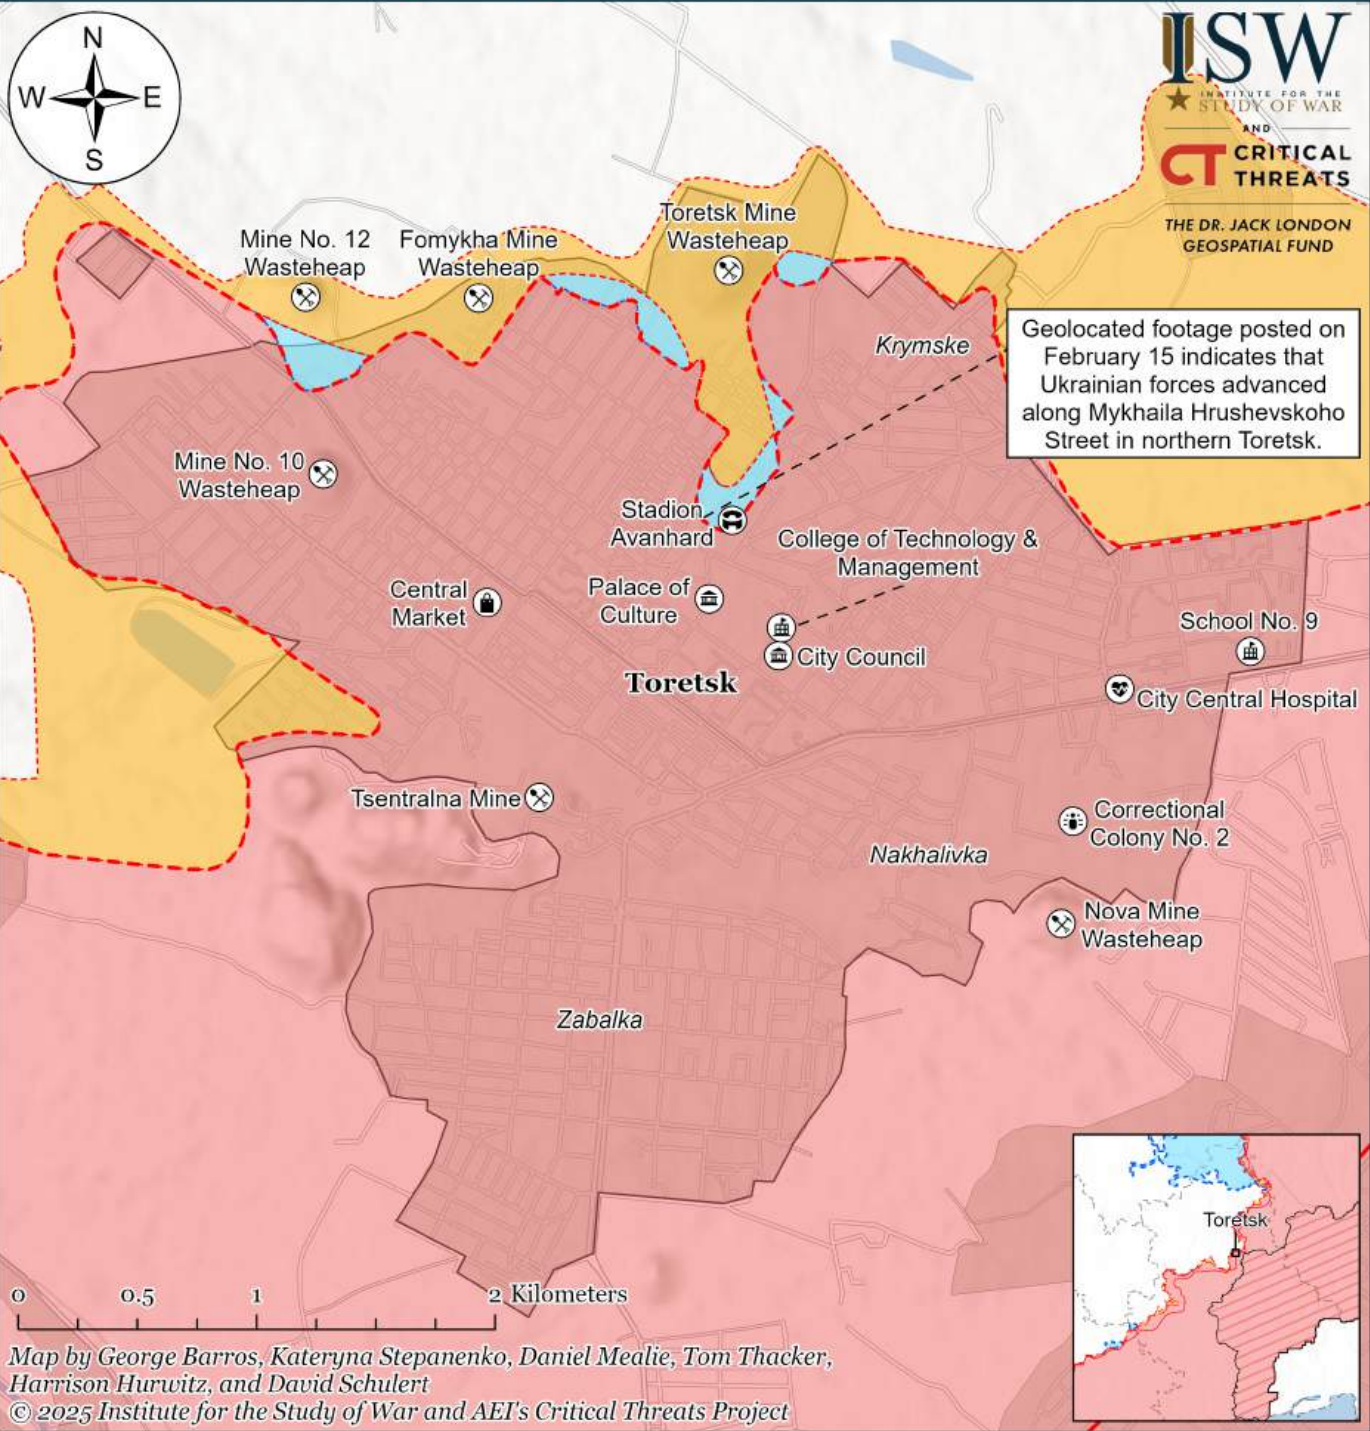 N
W
E
S
ISW
INSTITUTE FOR THE
STUDY OF WAR
AND
CT CRITICAL
THREATS
THE DR. JACK LONDON
GEOSPATIAL FUND
Toretsk Mine
Wasteheap
Mine No. 12
Wasteheap
Fomykha Mine
Wasteheap
Krymske
Geolocated footage posted on
February 15 indicates that
Ukrainian forces advanced
along Mykhaila Hrushevskoho
Street in northern Toretsk.
Mine No. 10
Wasteheap
Stadion
Avanhard
College of Technology &
Management
Central
Market
Palace of
Culture
School No. 9
City Council
Toretsk
City Central Hospital
Tsentralna Mine
Correctional
Colony No. 2
Nakhalivka
Nova Mine
Wasteheap
Zabalka
Toretsk
0 0.5 1 2 Kilometers
Map by George Barros, Kateryna Stepanenko, Daniel Mealie, Tom Thacker,
Harrison Hurwitz, and David Schulert
© 2025 Institute for the Study of War and AEI's Critical Threats Project